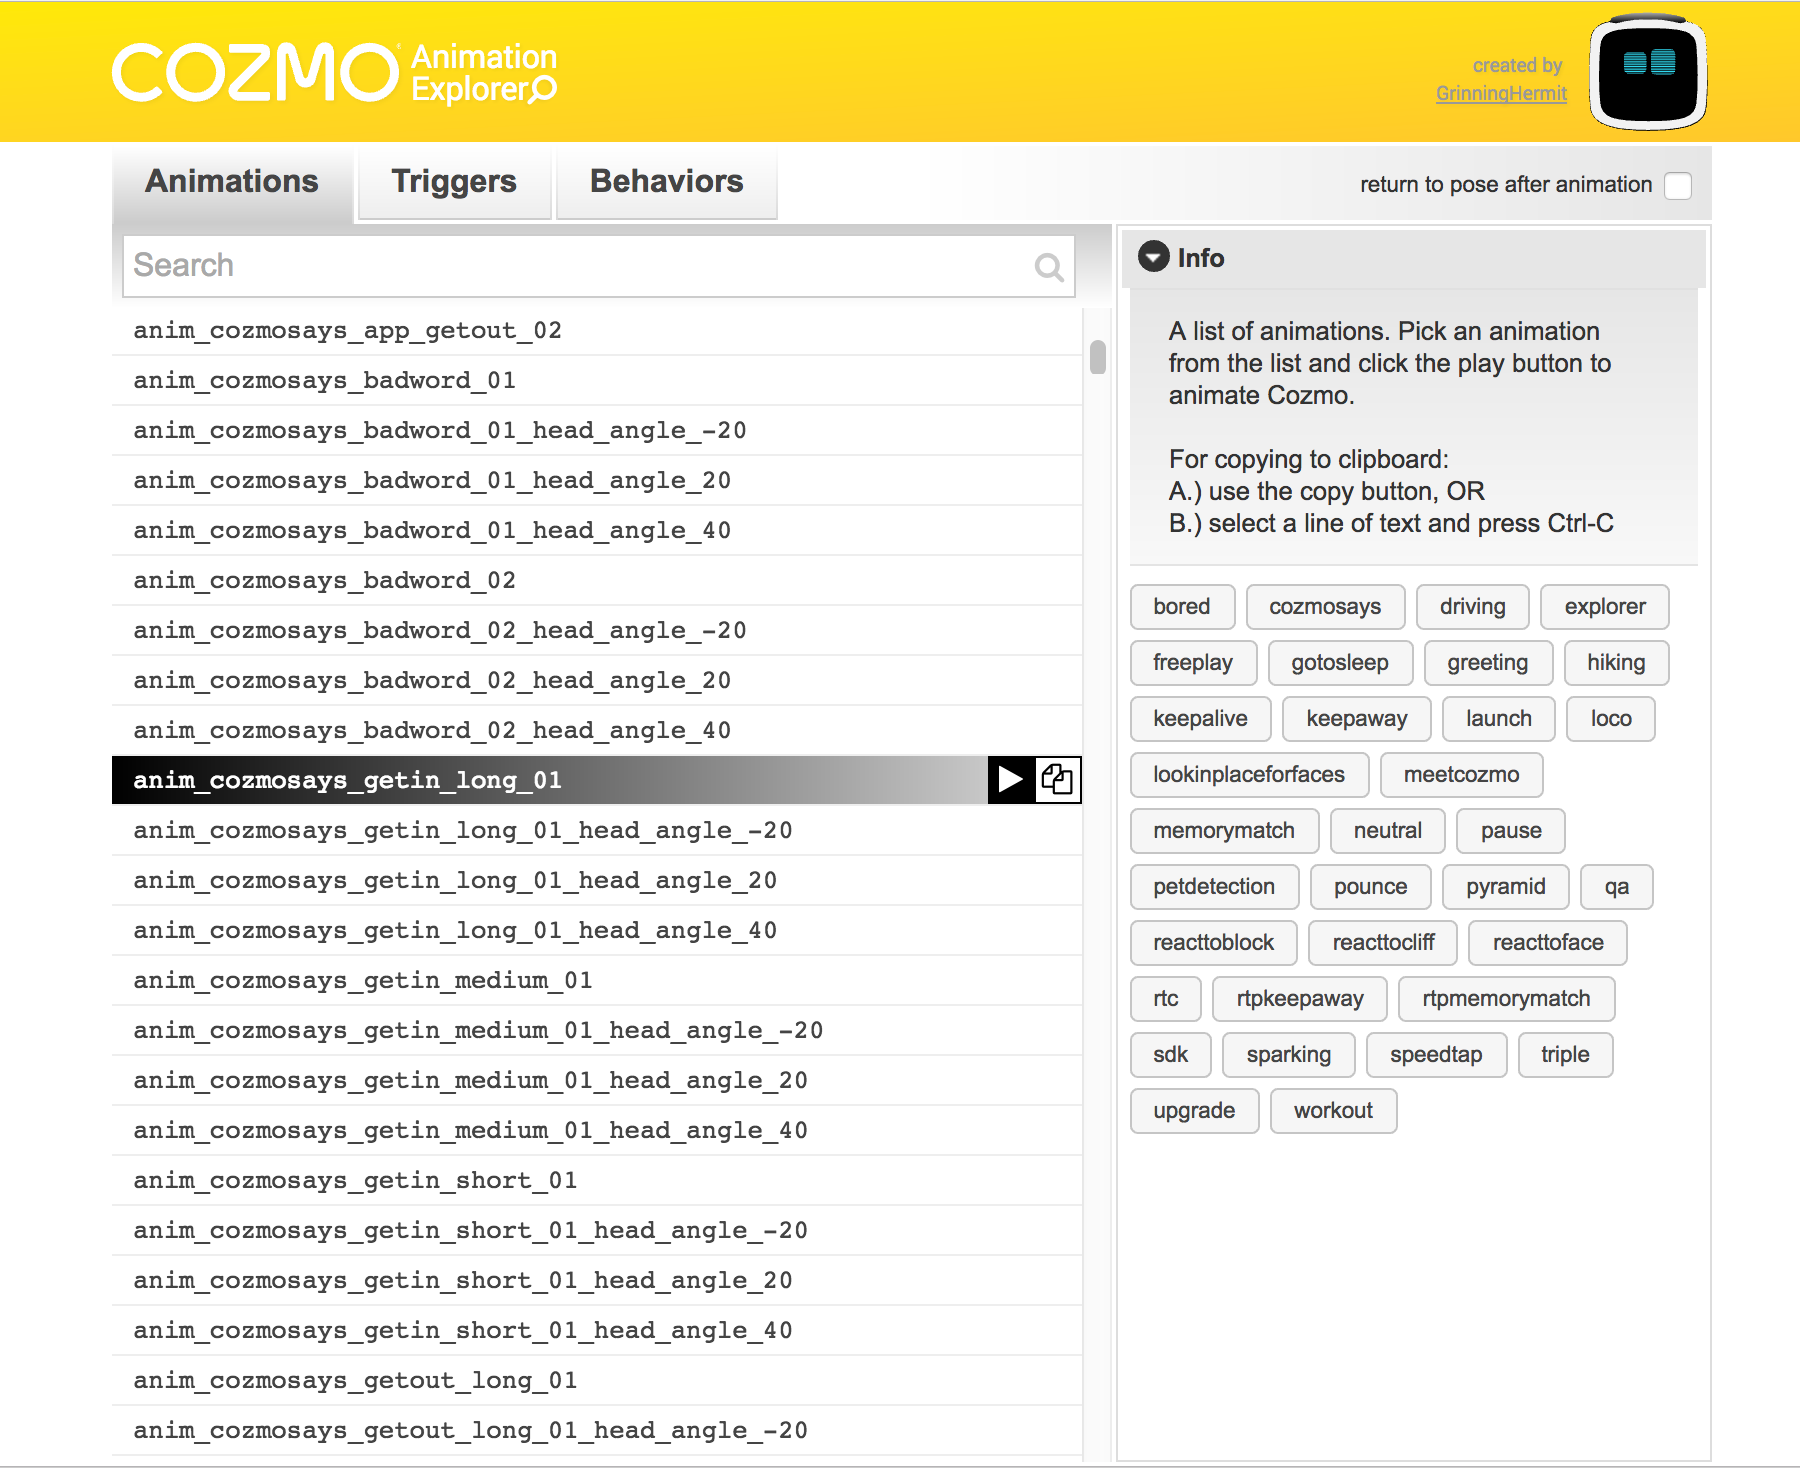 COZMO Animation
Explorer
created by
GrinningHermit
Animations Triggers Behaviors return to pose after animation
Search
anim_cozmosays_app_getout_02
anim_cozmosays_badword_01
anim_cozmosays_badword_01_head_angle_-20
anim_cozmosays_badword_01_head_angle_20
anim_cozmosays_badword_01_head_angle_40
anim_cozmosays_badword_02
anim_cozmosays_badword_02_head_angle_-20
anim_cozmosays_badword_02_head_angle_20
anim_cozmosays_badword_02_head_angle_40
anim_cozmosays_getin_long_01
anim_cozmosays_getin_long_01_head_angle_-20
anim_cozmosays_getin_long_01_head_angle_20
anim_cozmosays_getin_long_01_head_angle_40
anim_cozmosays_getin_medium_01
anim_cozmosays_getin_medium_01_head_angle_-20
anim_cozmosays_getin_medium_01_head_angle_20
anim_cozmosays_getin_medium_01_head_angle_40
anim_cozmosays_getin_short_01
anim_cozmosays_getin_short_01_head_angle_-20
anim_cozmosays_getin_short_01_head_angle_20
anim_cozmosays_getin_short_01_head_angle_40
anim_cozmosays_getout_long_01
anim_cozmosays_getout_long_01_head_angle_-20
Info
A list of animations. Pick an animation
from the list and click the play button to
animate Cozmo.
For copying to clipboard:
A.) use the copy button, OR
B.) select a line of text and press Ctrl-C
bored cozmosays driving explorer
freeplay gotosleep greeting hiking
keepalive keepaway launch loco
lookinplaceforfaces meetcozmo
memorymatch neutral pause
petdetection pounce pyramid qa
reacttoblock reacttocliff reacttoface
rtc rtpkeepaway rtpmemorymatch
sdk sparking speedtap triple
upgrade workout